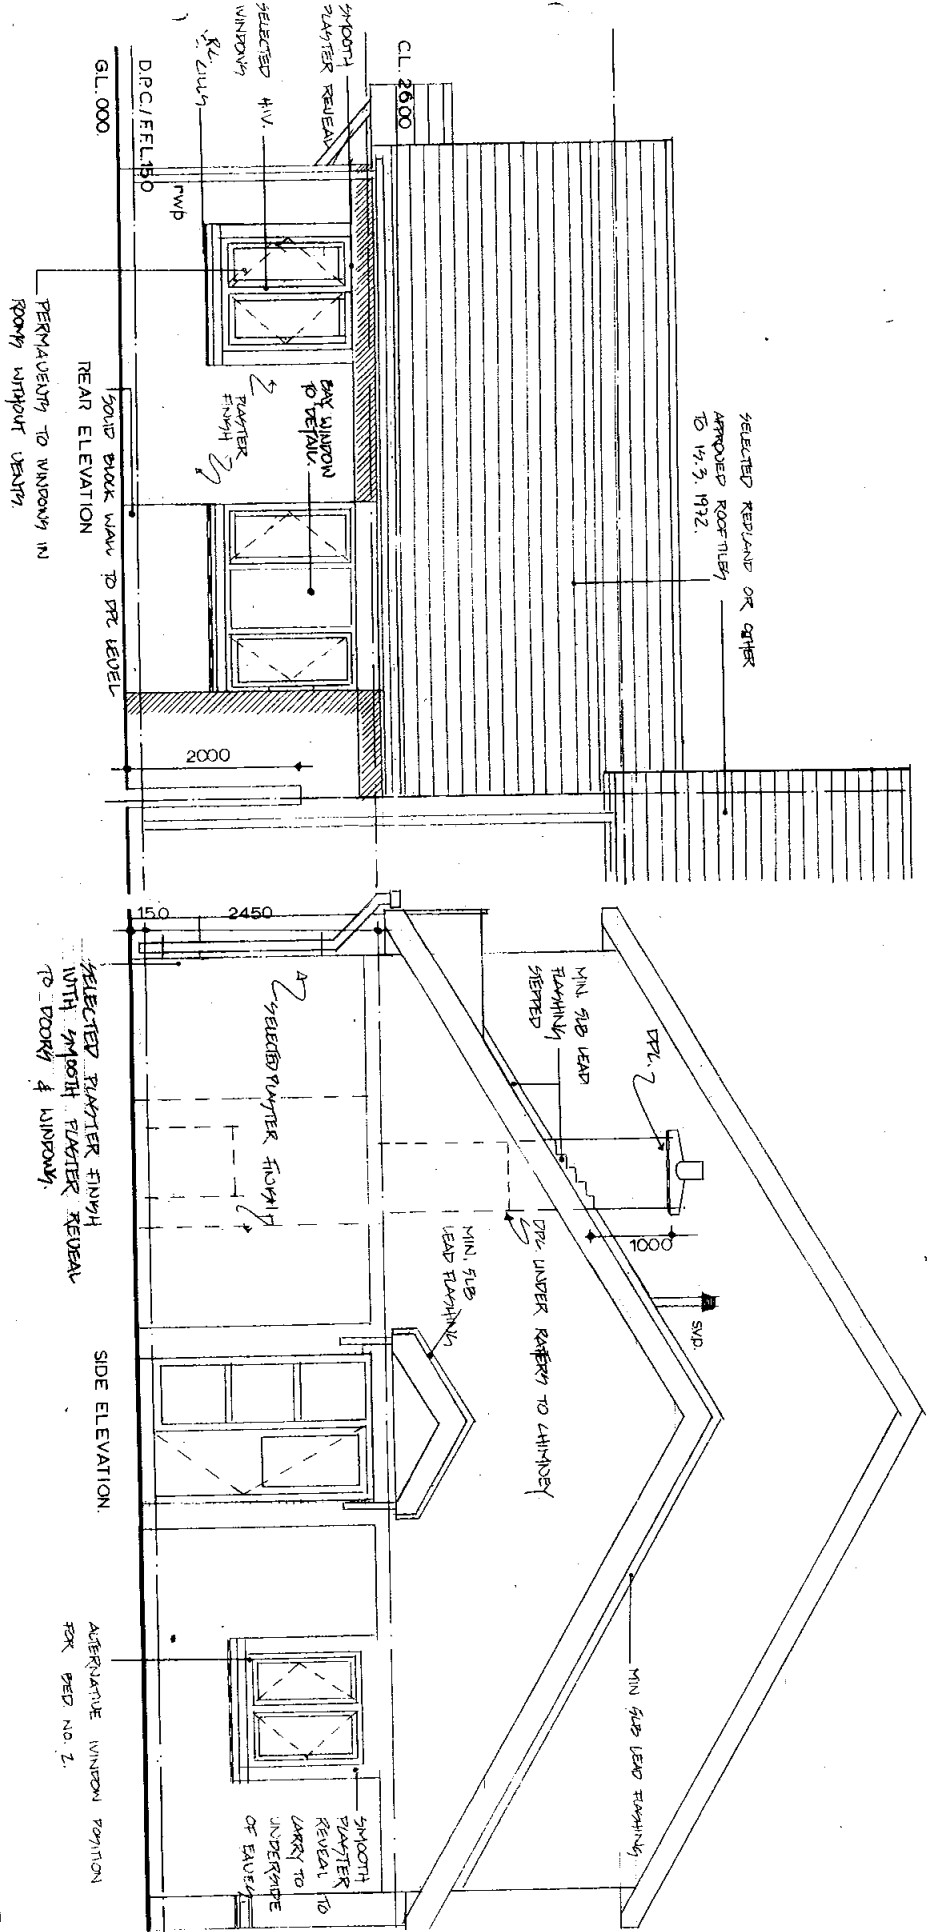 C.L. 2600
SMOOTH
PLASTER REVEAL
SELECTED H.W.
WINDOWS
D.P.C./F.F.L.150
G.L. 000.
rwp
PERMAVENTS TO WINDOWS IN
ROOMS WITHOUT VENTS.
PLASTER
FINISH
BAY WINDOW
TO DETAIL.
SOLID BLOCK WALL TO DPC LEVEL
REAR ELEVATION
SELECTED REDLAND OR OTHER
APPROVED ROOF TILES
TO I.S.3. 1972.
2000
150
2450
SELECTED PLASTER FINISH
WITH SMOOTH PLASTER REVEAL
TO DOORS & WINDOWS.
SELECTED PLASTER FINISH
MIN. 5LB LEAD
FLASHING
STEPPED
DPC.
1000
SVP.
DPC. UNDER RAFTERS TO CHIMNEY
MIN. 5LB
LEAD FLASHING
SIDE ELEVATION.
MIN 5LB LEAD FLASHING
ALTERNATIVE WINDOW POSITION
FOR BED. NO. 2.
SMOOTH
PLASTER
REVEAL TO
CARRY TO
UNDERSIDE
OF EAVES